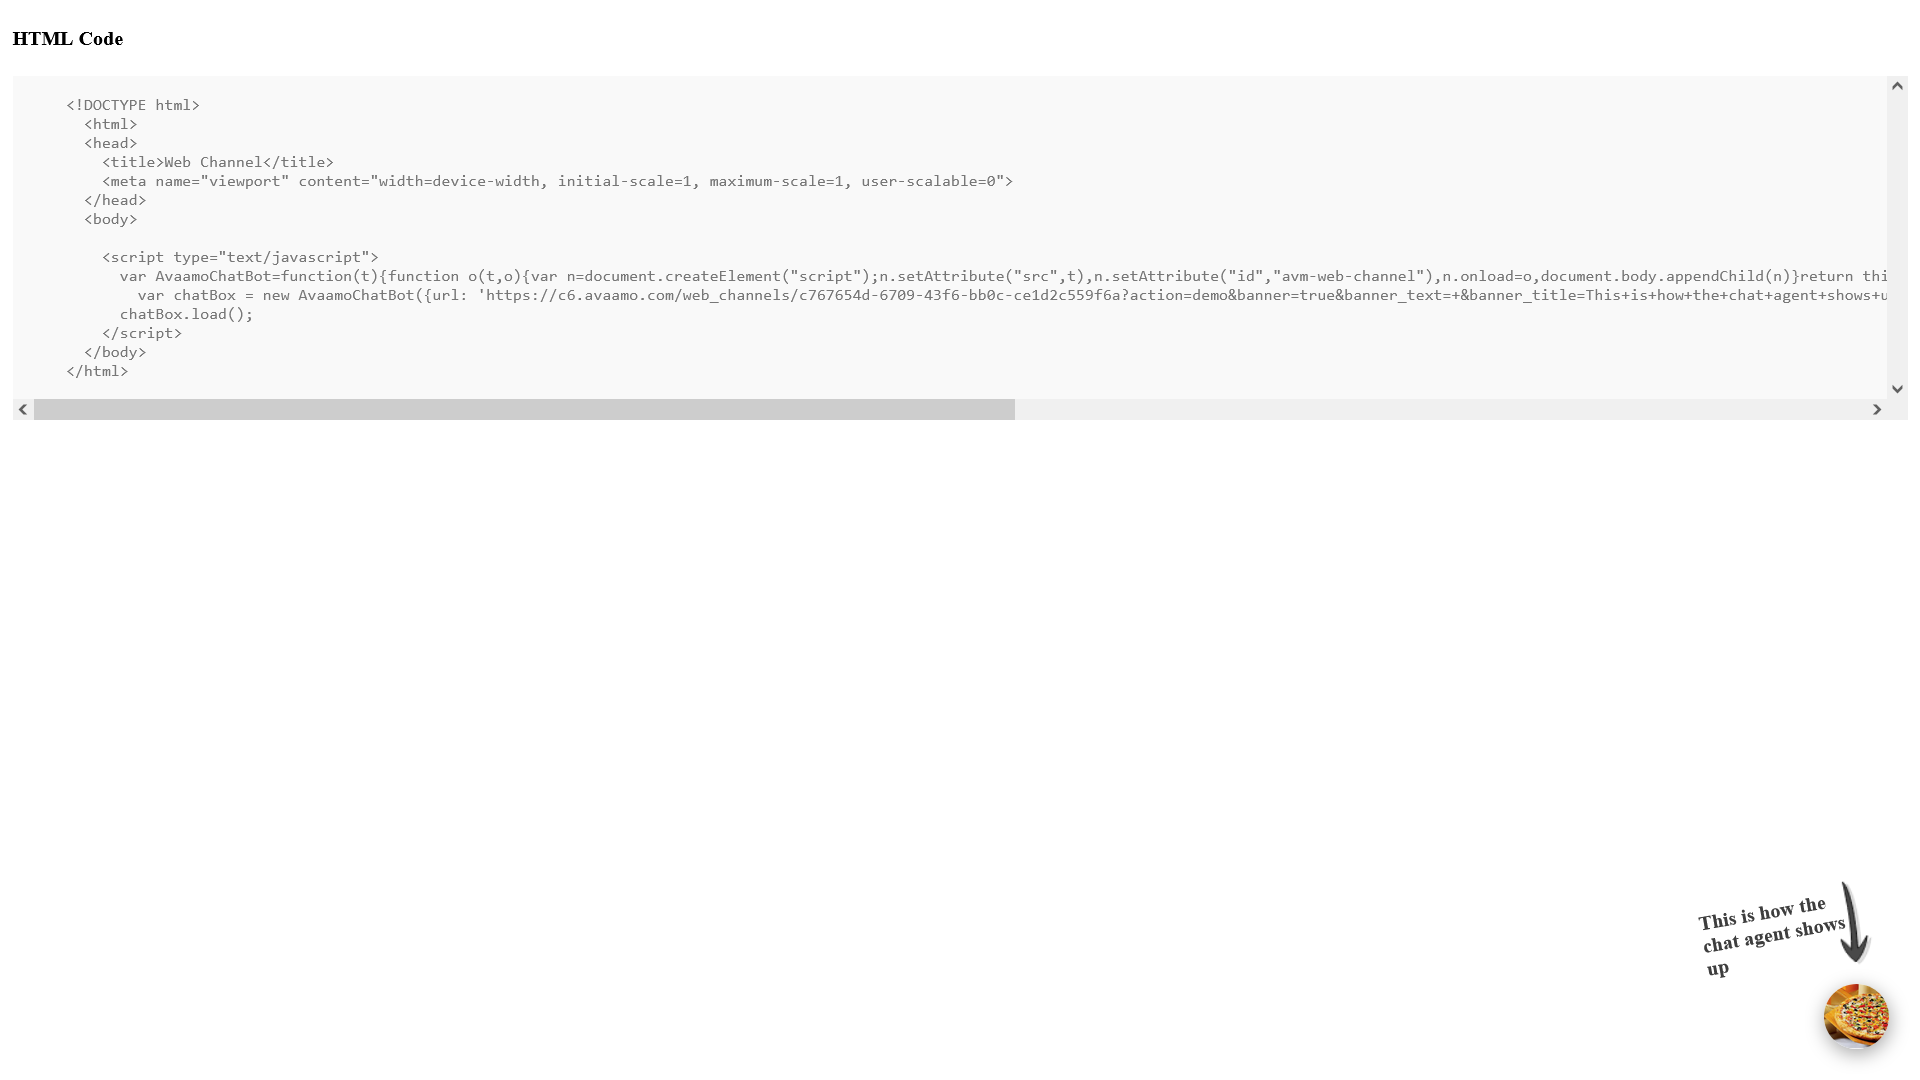 HTML Code
<!DOCTYPE html>
<html>
<head>
<title>Web Channel</title>
<meta name="viewport" content="width=device-width, initial-scale=1, maximum-scale=1, user-scalable=0">
</head>
<body>
<script type="text/javascript">
var AvaamoChatBot=function(t){function o(t,o){var n=document.createElement("script");n.setAttribute("src",t),n.setAttribute("id","avm-web-channel"),n.onload=o,document.body.appendChild(n)}return thi
var chatBox = new AvaamoChatBot({url: 'https://c6.avaamo.com/web_channels/c767654d-6709-43f6-bb0c-ce1d2c559f6a?action=demo&banner=true&banner_text=+&banner_title=This+is+how+the+chat+agent+shows+u
chatBox.load();
</script>
</body>
</html>
This is how the
chat agent shows
up